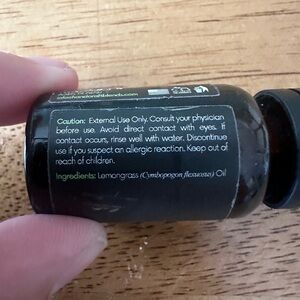 Caution: External Use Only. Consult your physician
before use. Avoid direct contact with eyes. If
contact occurs, rinse well with water. Discontinue
use if you suspect an allergic reaction. Keep out of
reach of children.
Ingredients: Lemongrass (Cymbopogon flexuosus) Oil